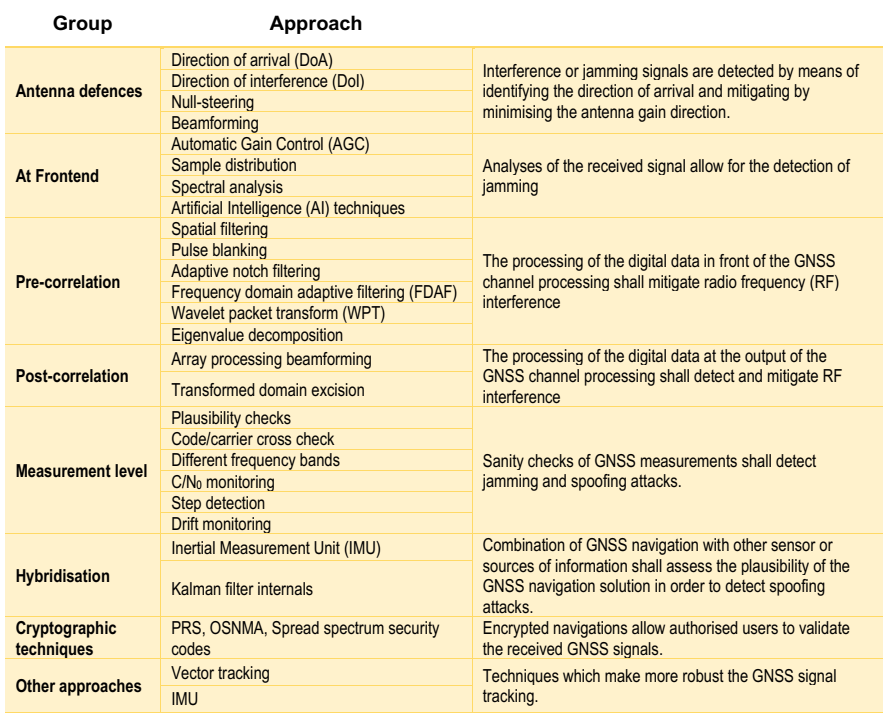 Group Approach
Antenna defences
Direction of arrival (DoA)
Direction of interference (DoI)
Null-steering
Beamforming
Interference or jamming signals are detected by means of
identifying the direction of arrival and mitigating by
minimising the antenna gain direction.
At Frontend
Automatic Gain Control (AGC)
Sample distribution
Spectral analysis
Artificial Intelligence (AI) techniques
Analyses of the received signal allow for the detection of
jamming
Pre-correlation
Spatial filtering
Pulse blanking
Adaptive notch filtering
Frequency domain adaptive filtering (FDAF)
Wavelet packet transform (WPT)
Eigenvalue decomposition
The processing of the digital data in front of the GNSS
channel processing shall mitigate radio frequency (RF)
interference
Post-correlation
Array processing beamforming
Transformed domain excision
The processing of the digital data at the output of the
GNSS channel processing shall detect and mitigate RF
interference
Measurement level
Plausibility checks
Code/carrier cross check
Different frequency bands
C/N₀ monitoring
Step detection
Drift monitoring
Sanity checks of GNSS measurements shall detect
jamming and spoofing attacks.
Hybridisation
Inertial Measurement Unit (IMU)
Kalman filter internals
Combination of GNSS navigation with other sensor or
sources of information shall assess the plausibility of the
GNSS navigation solution in order to detect spoofing
attacks.
Cryptographic
techniques
PRS, OSNMA, Spread spectrum security
codes
Encrypted navigations allow authorised users to validate
the received GNSS signals.
Other approaches
Vector tracking
IMU
Techniques which make more robust the GNSS signal
tracking.